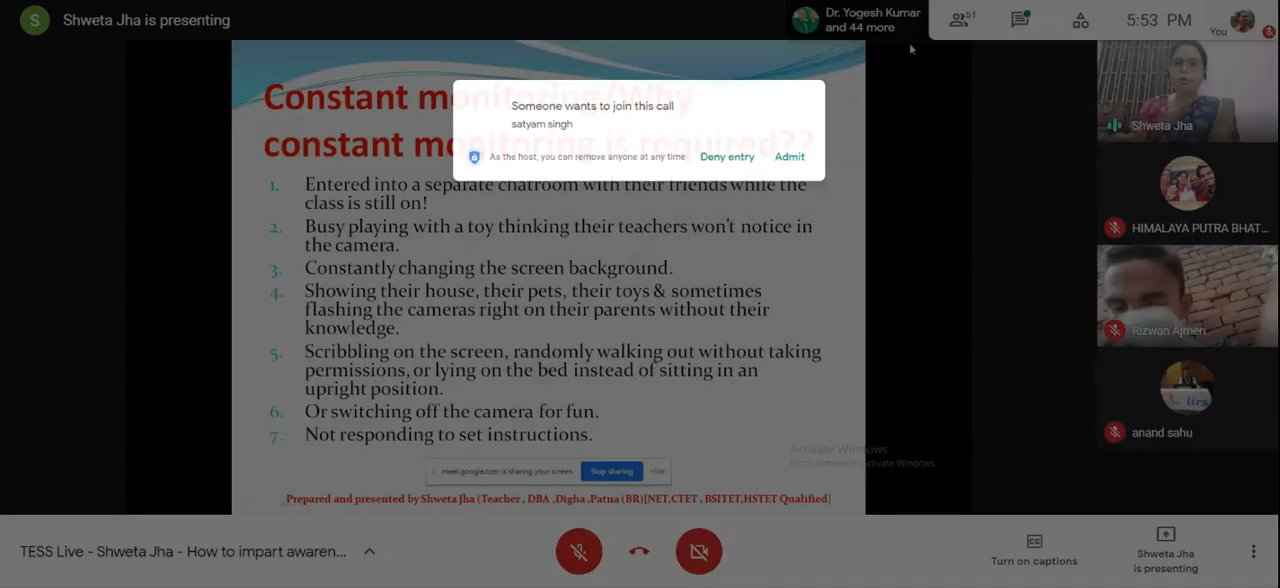 S
Shweta Jha is presenting
Dr. Yogesh Kumar
and 44 more
51
5:53 PM
You
Constant monitoring/Why
constant monitoring is required??
Someone wants to join this call
satyam singh
As the host, you can remove anyone at any time
Deny entry
Admit
1. Entered into a separate chatroom with their friends while the
class is still on!
2. Busy playing with a toy thinking their teachers won't notice in
the camera.
3. Constantly changing the screen background.
4. Showing their house, their pets, their toys & sometimes
flashing the cameras right on their parents without their
knowledge.
5. Scribbling on the screen, randomly walking out without taking
permissions, or lying on the bed instead of sitting in an
upright position.
6. Or switching off the camera for fun.
7. Not responding to set instructions.
meet.google.com is sharing your screen
Stop sharing
Hide
Prepared and presented by Shweta Jha (Teacher , DBA ,Digha ,Patna (BR)[NET,CTET , BSITET,HSTET Qualified]
Activate Windows
Activate Windows.
Shweta Jha
HIMALAYA PUTRA BHAT...
Rizwan Ajmeri
iirs
anand sahu
TESS Live - Shweta Jha - How to impart awaren...
CC
Turn on captions
Shweta Jha
is presenting